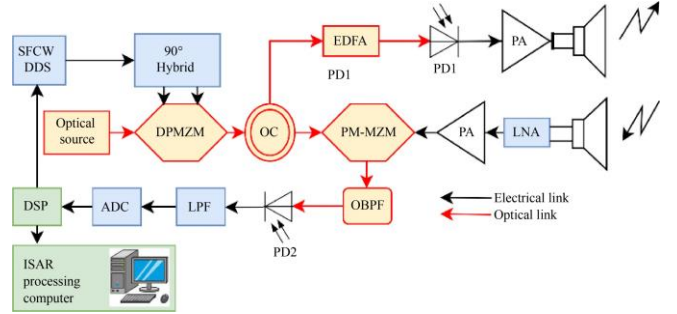 SFCW
DDS
90°
Hybrid
EDFA
PD1
PD1
PA
Optical
source
DPMZM
OC
PM-MZM
PA
LNA
DSP
ADC
LPF
PD2
OBPF
Electrical link
Optical link
ISAR
processing
computer